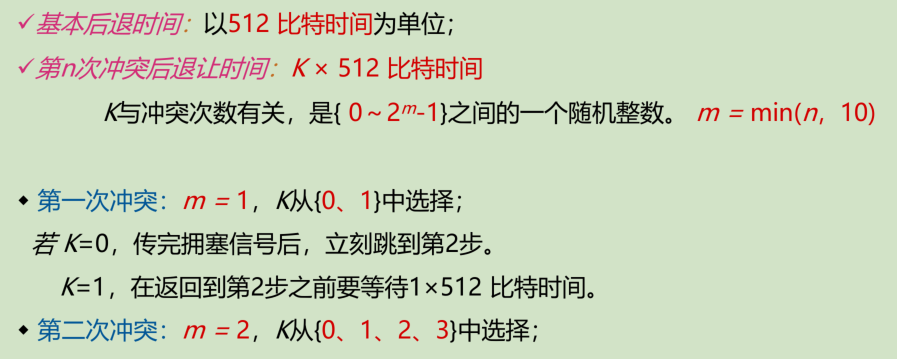 ✓基本后退时间：以512 比特时间为单位；
✓第n次冲突后退让时间：K × 512 比特时间
K与冲突次数有关，是{ 0～2ᵐ-1}之间的一个随机整数。 m = min(n，10)
◆ 第一次冲突：m = 1，K从{0、1}中选择；
若 K=0，传完拥塞信号后，立刻跳到第2步。
K=1，在返回到第2步之前要等待1×512 比特时间。
◆ 第二次冲突：m = 2，K从{0、1、2、3}中选择；